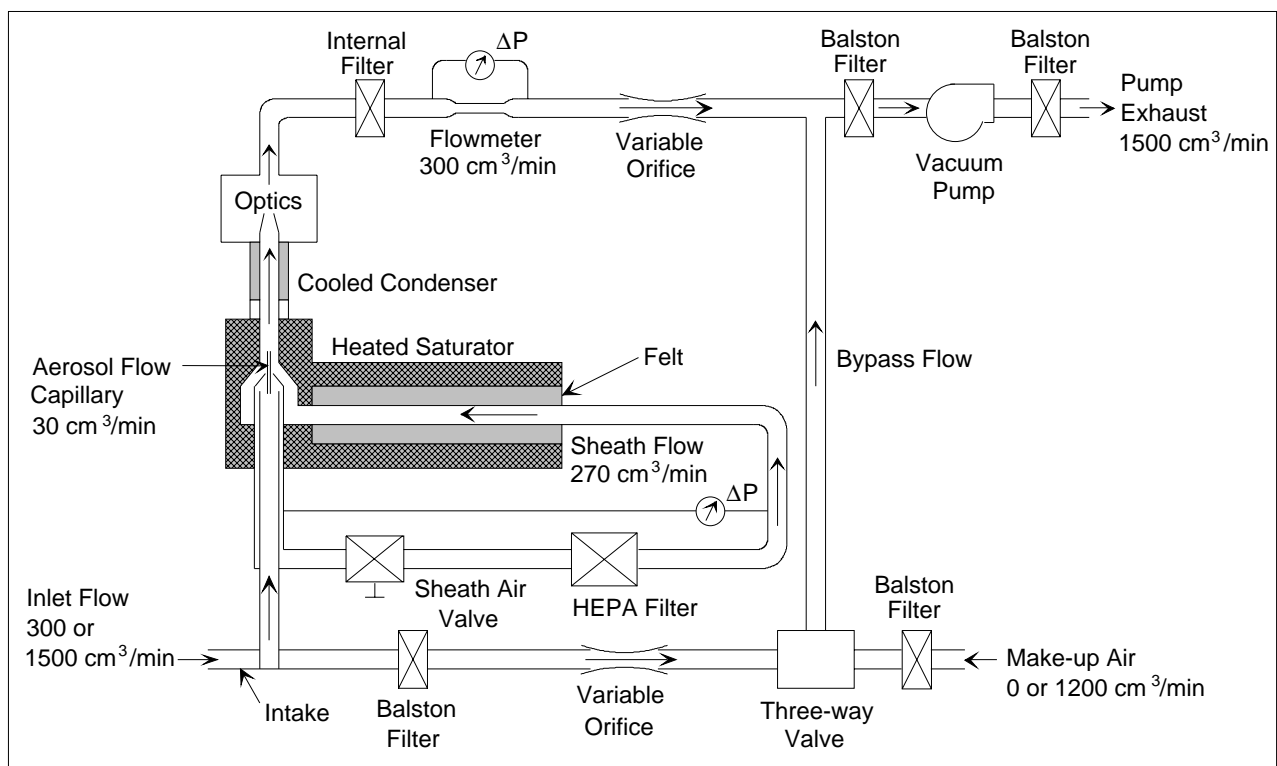 Internal
Filter
ΔP
Balston
Filter
Balston
Filter
Pump
Exhaust
1500 cm³/min
Flowmeter
300 cm³/min
Variable
Orifice
Vacuum
Pump
Optics
Cooled Condenser
Heated Saturator
Felt
Bypass Flow
Aerosol Flow
Capillary
30 cm³/min
Sheath Flow
270 cm³/min
ΔP
Sheath Air
Valve
HEPA Filter
Balston
Filter
Inlet Flow
300 or
1500 cm³/min
Make-up Air
0 or 1200 cm³/min
Intake
Balston
Filter
Variable
Orifice
Three-way
Valve